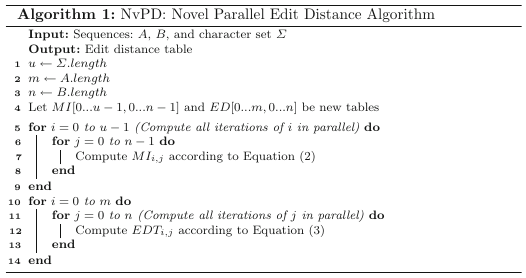 Algorithm 1: NvPD: Novel Parallel Edit Distance Algorithm
Input: Sequences: A, B, and character set Σ
Output: Edit distance table
1 u ← Σ.length
2 m ← A.length
3 n ← B.length
4 Let MI[0...u − 1, 0...n − 1] and ED[0...m, 0...n] be new tables
5 for i = 0 to u − 1 (Compute all iterations of i in parallel) do
6 for j = 0 to n − 1 do
7 Compute MI_{i,j} according to Equation (2)
8 end
9 end
10 for i = 0 to m do
11 for j = 0 to n (Compute all iterations of j in parallel) do
12 Compute EDT_{i,j} according to Equation (3)
13 end
14 end